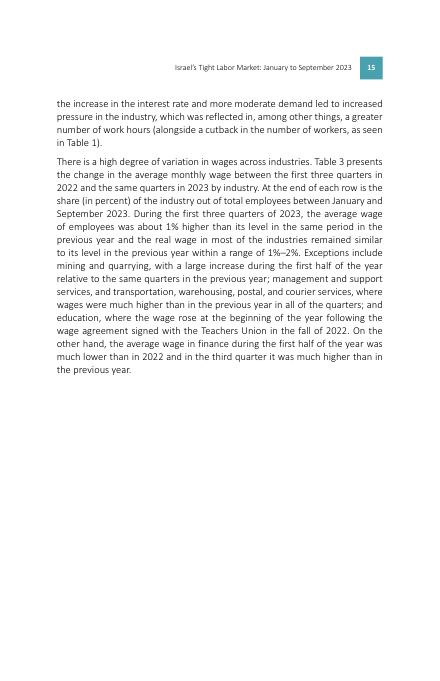 Israel's Tight Labor Market: January to September 2023 15
the increase in the interest rate and more moderate demand led to increased
pressure in the industry, which was reflected in, among other things, a greater
number of work hours (alongside a cutback in the number of workers, as seen
in Table 1).
There is a high degree of variation in wages across industries. Table 3 presents
the change in the average monthly wage between the first three quarters in
2022 and the same quarters in 2023 by industry. At the end of each row is the
share (in percent) of the industry out of total employees between January and
September 2023. During the first three quarters of 2023, the average wage
of employees was about 1% higher than its level in the same period in the
previous year and the real wage in most of the industries remained similar
to its level in the previous year within a range of 1%–2%. Exceptions include
mining and quarrying, with a large increase during the first half of the year
relative to the same quarters in the previous year; management and support
services, and transportation, warehousing, postal, and courier services, where
wages were much higher than in the previous year in all of the quarters; and
education, where the wage rose at the beginning of the year following the
wage agreement signed with the Teachers Union in the fall of 2022. On the
other hand, the average wage in finance during the first half of the year was
much lower than in 2022 and in the third quarter it was much higher than in
the previous year.